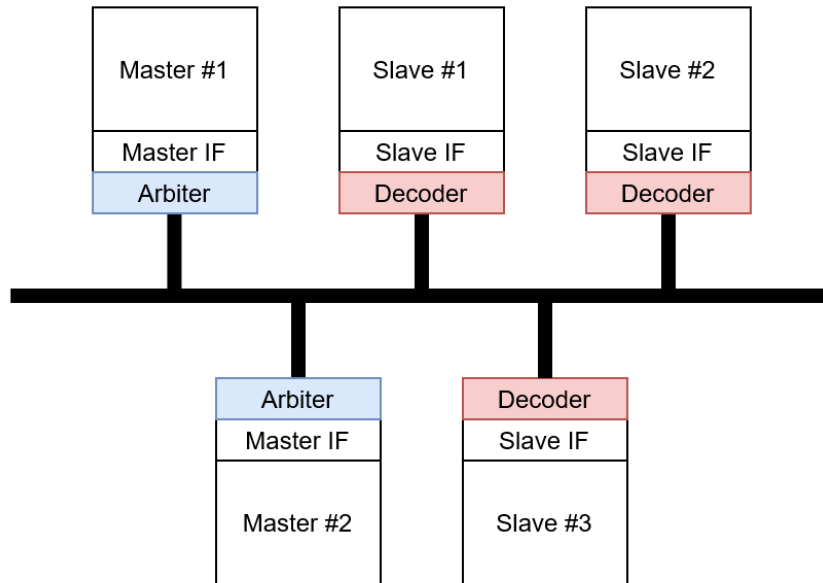 Master #1
Master IF
Arbiter
Slave #1
Slave IF
Decoder
Slave #2
Slave IF
Decoder
Arbiter
Master IF
Master #2
Decoder
Slave IF
Slave #3